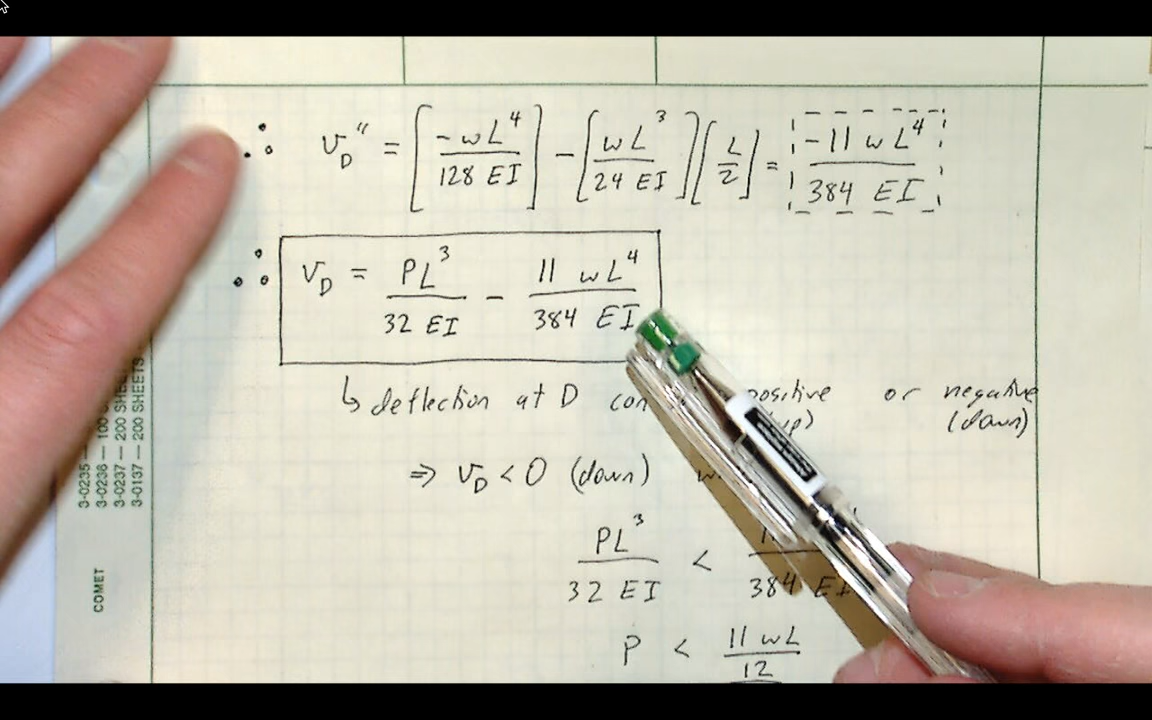 ∴ v_D" = [-wL⁴ / 128 EI] - [wL³ / 24 EI][L / 2] = -11 wL⁴ / 384 EI
∴ v_D = PL³ / 32 EI - 11 wL⁴ / 384 EI
↳ deflection at D positive or negative
(down)
⇒ v_D < 0 (down)
PL³ / 32 EI < / 384 EI
P < 11 wL / 12
3-0235 —
3-0236 — 100
3-0237 — 200 SHEETS
3-0137 — 200 SHEETS
COMET